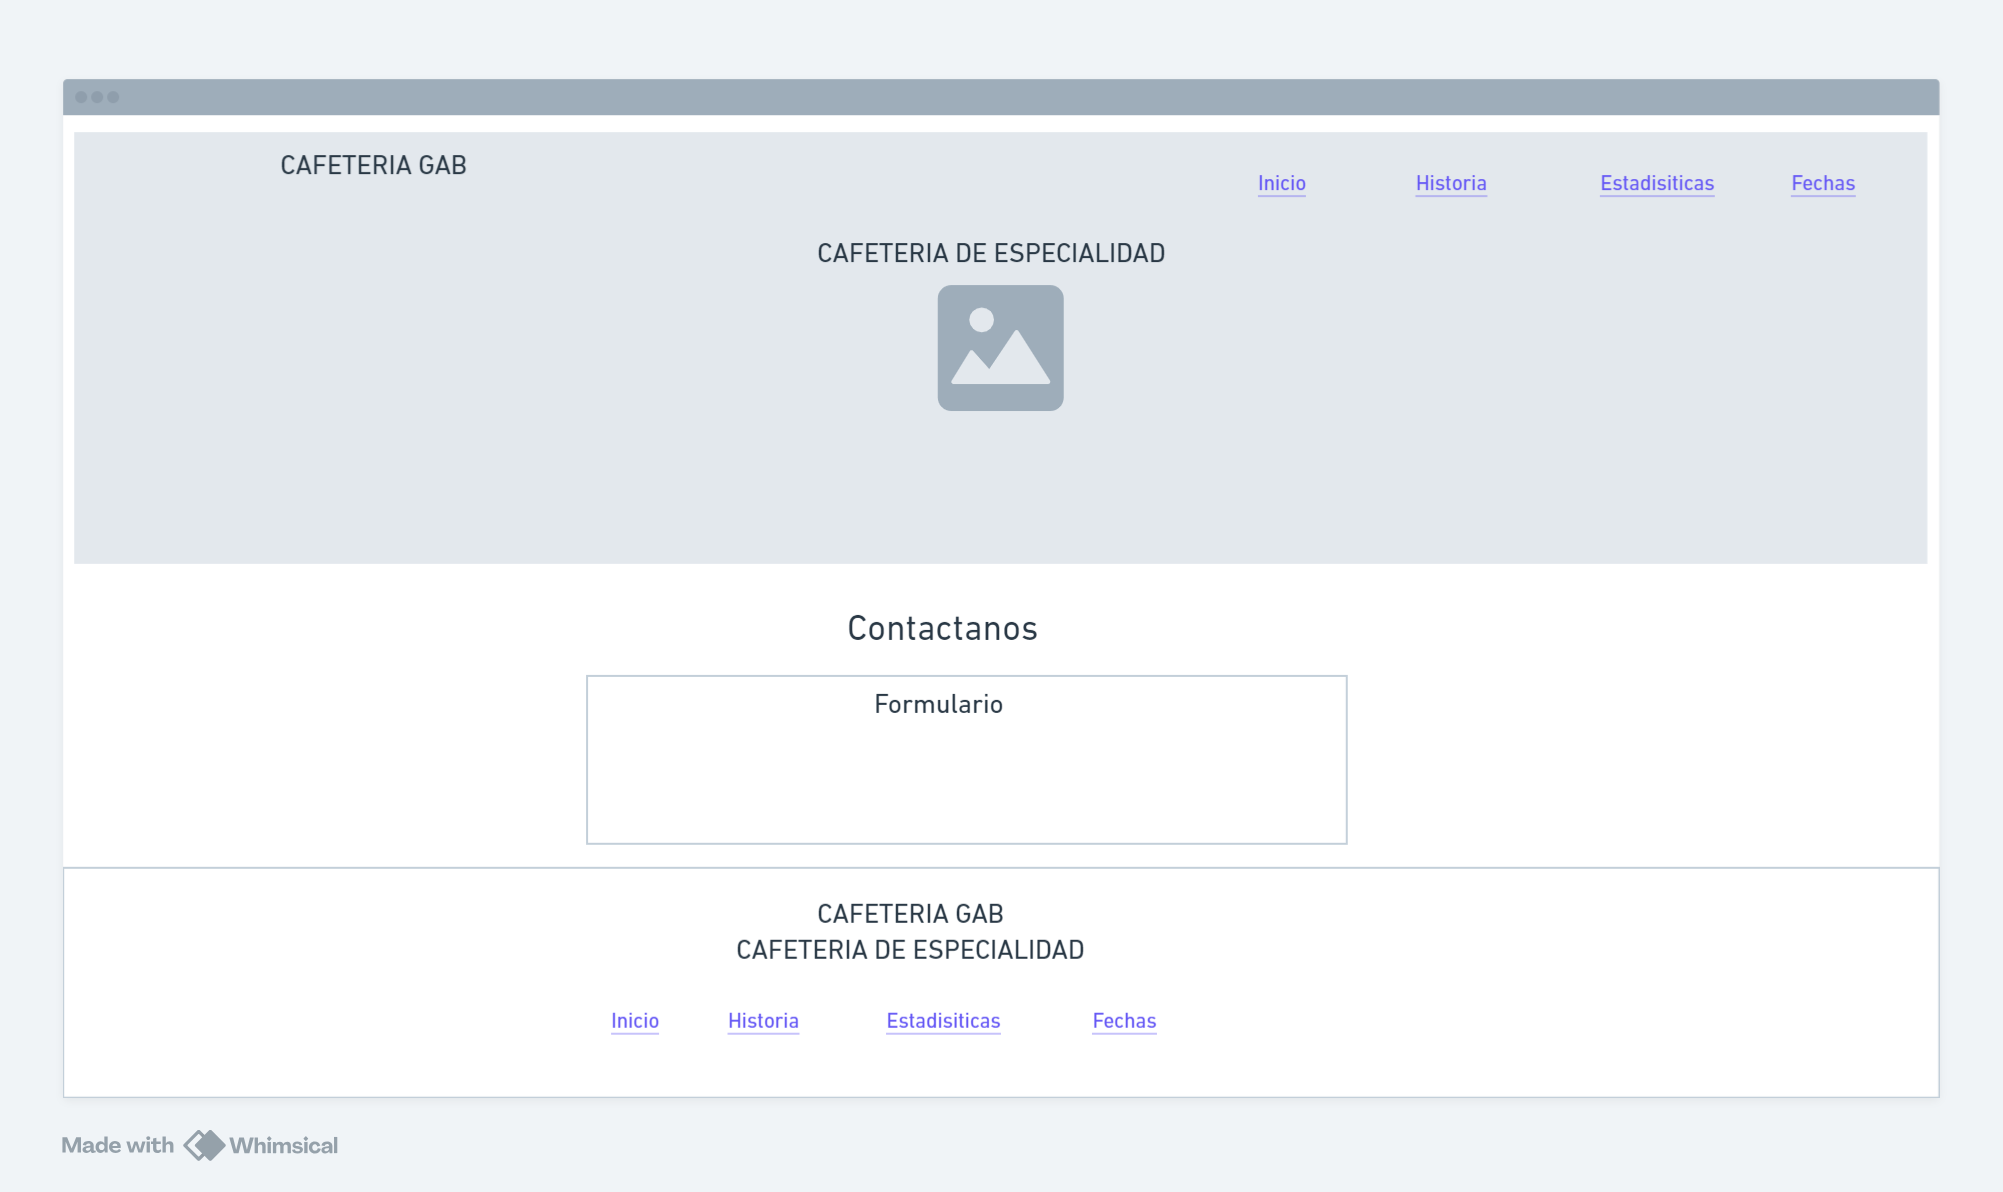 CAFETERIA GAB
Inicio Historia Estadisiticas Fechas
CAFETERIA DE ESPECIALIDAD
Contactanos
Formulario
CAFETERIA GAB
CAFETERIA DE ESPECIALIDAD
Inicio Historia Estadisiticas Fechas
Made with Whimsical